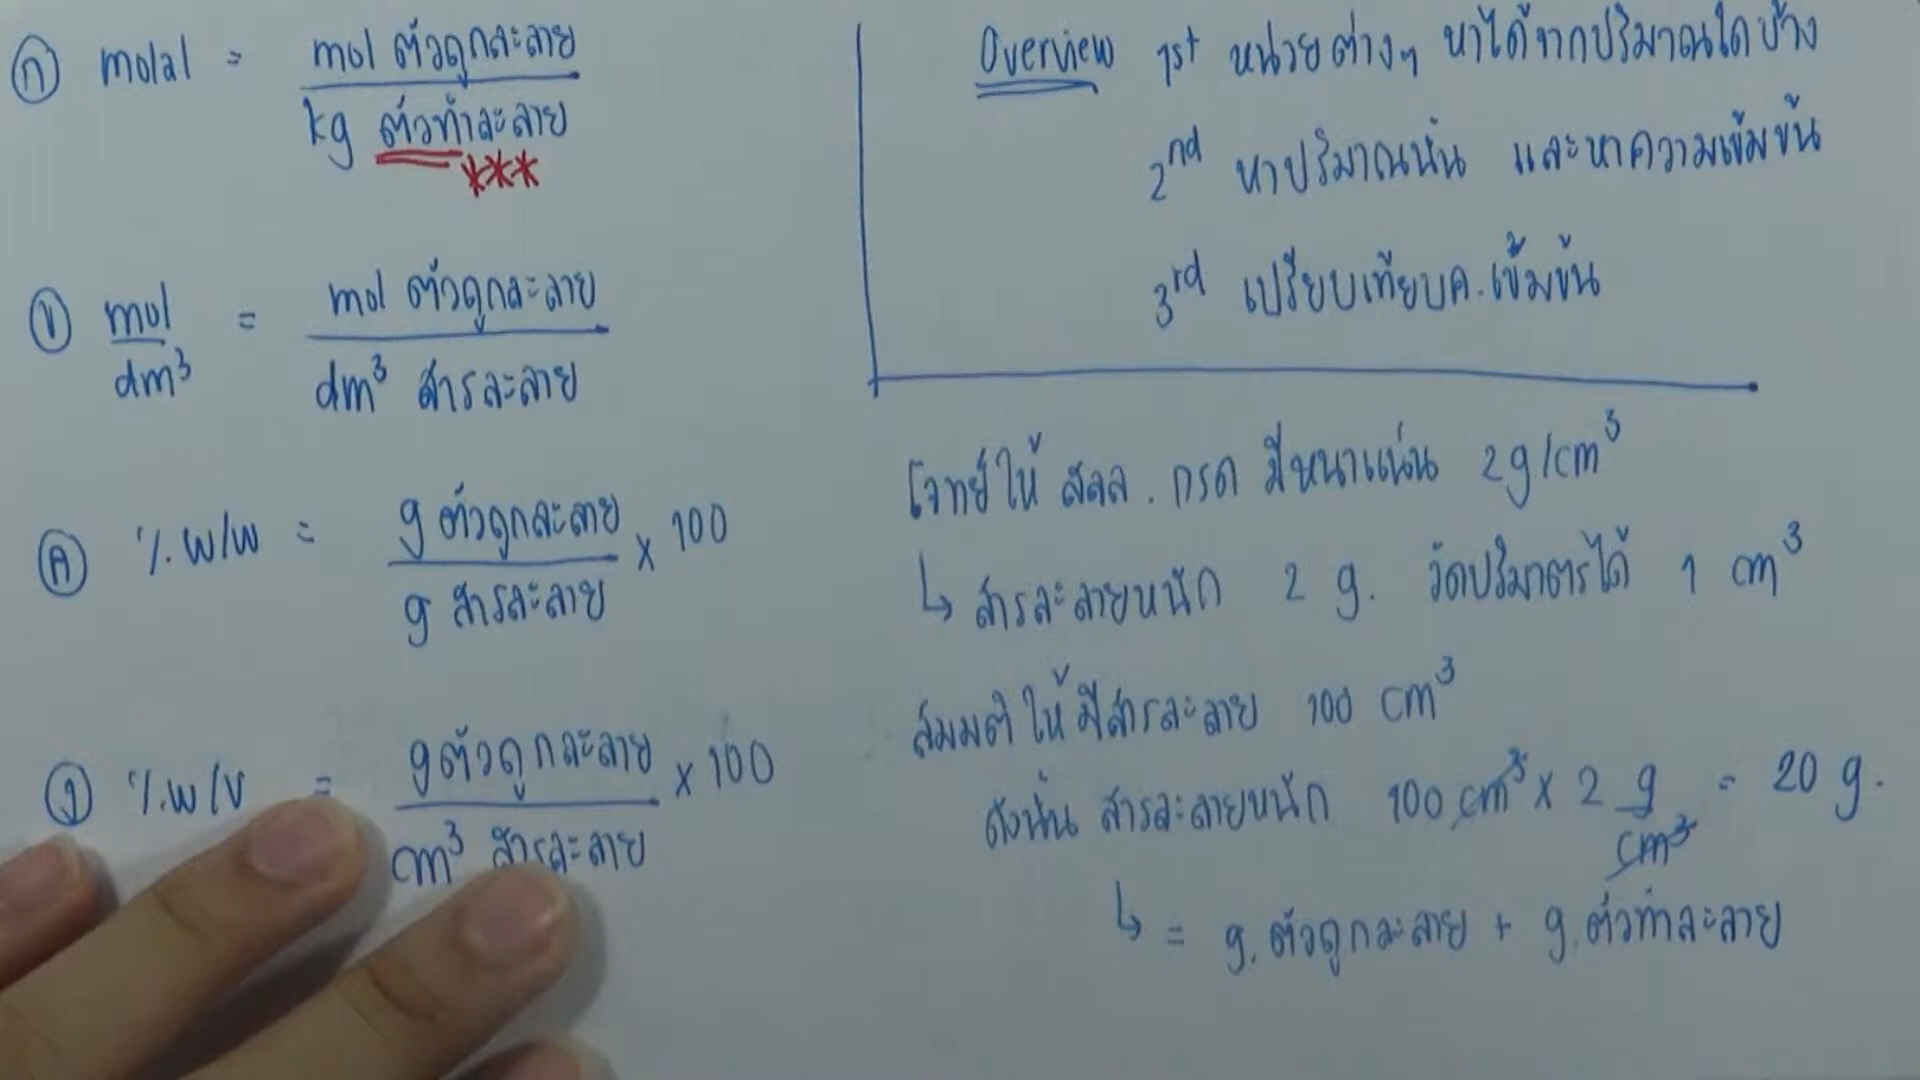 ก molal = mol ตัวถูกละลาย
kg ตัวทำละลาย
***
ข mol
dm³
= mol ตัวถูกละลาย
dm³ สารละลาย
ค %w/w = g ตัวถูกละลาย
g สารละลาย
x 100
ง %w/v = g ตัวถูกละลาย
cm³ สารละลาย
x 100
Overview 1st หน่วยต่างๆ หาได้จากปริมาณใดบ้าง
2nd หาปริมาณนั้น และหาความเข้มข้น
3rd เปรียบเทียบค.เข้มข้น
โจทย์ให้ สลล. กรด มีหนาแน่น 2g/cm³
↳ สารละลายหนัก 2 g. วัดปริมาตรได้ 1 cm³
สมมติให้มีสารละลาย 100 cm³
ดังนั้น สารละลายหนัก 100 cm³ x 2 g = 20 g.
cm³
↳ = g. ตัวถูกละลาย + g. ตัวทำละลาย